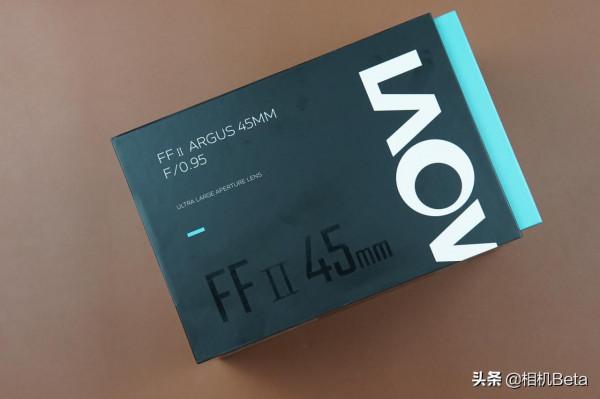 FF II ARGUS 45MM
F/0.95
ULTRA LARGE APERTURE LENS
FF II 45mm
LAOW
头条 @相机Beta